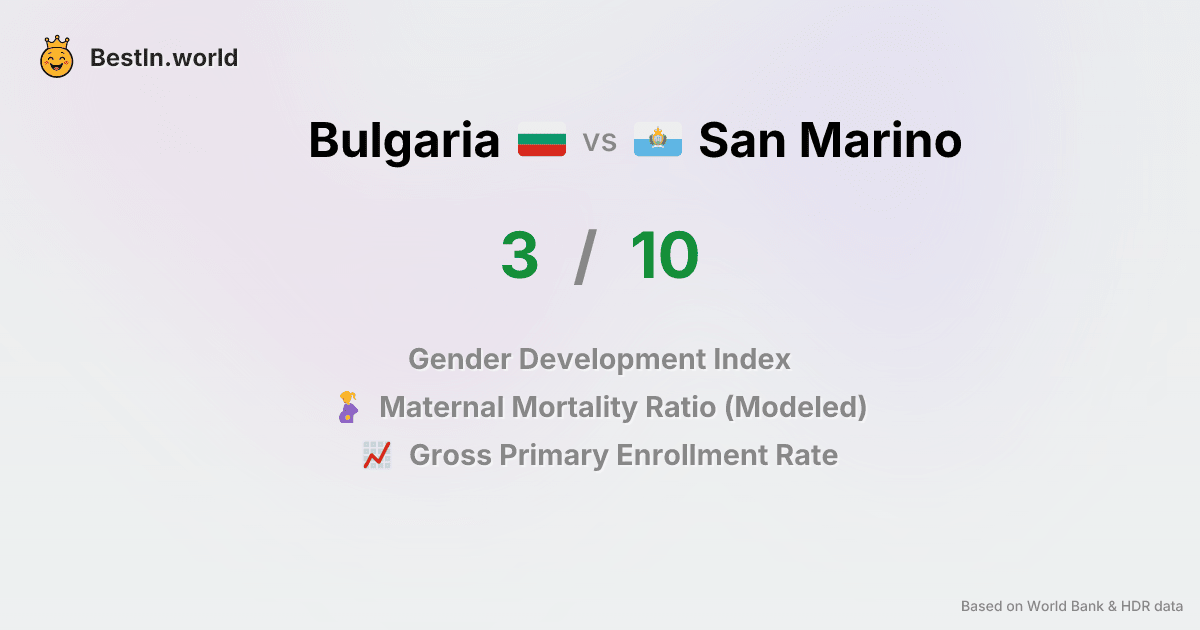 BestIn.world
Bulgaria vs San Marino
3 / 10
Gender Development Index
Maternal Mortality Ratio (Modeled)
Gross Primary Enrollment Rate
Based on World Bank & HDR data